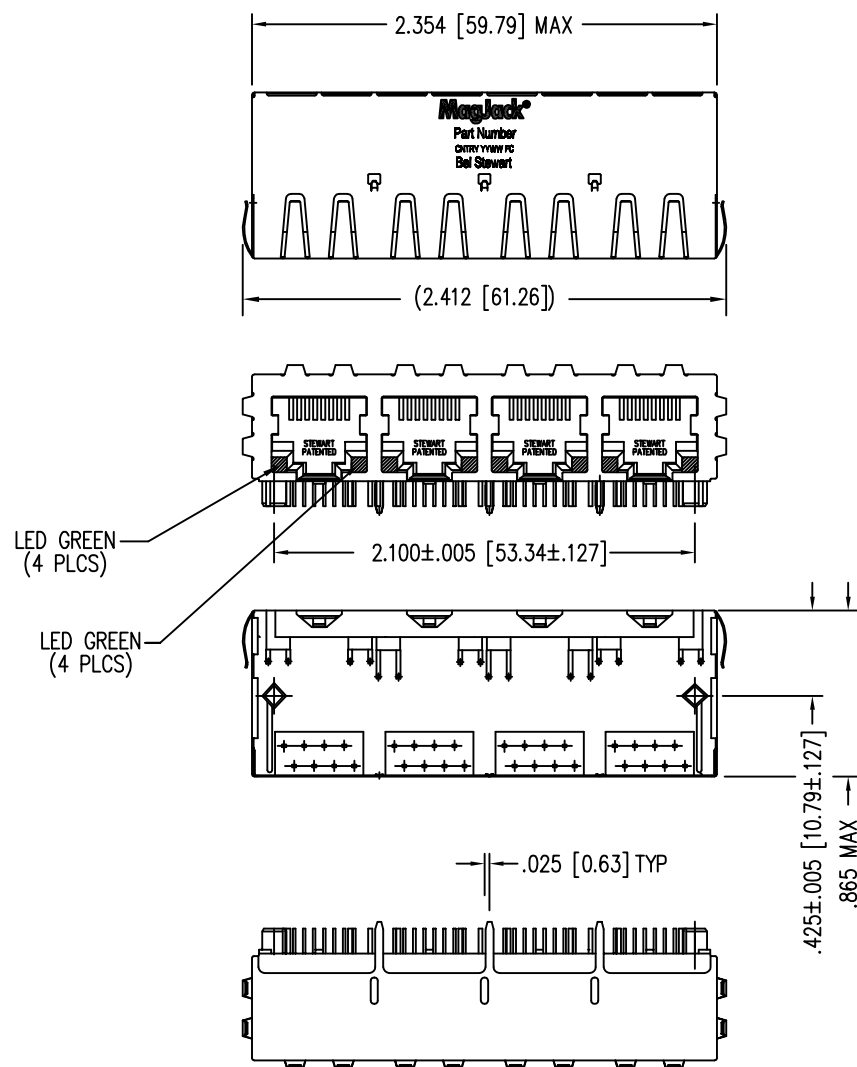 2.354 [59.79] MAX
MagJack®
Part Number
CNTRY YYWW FC
Bel Stewart
(2.412 [61.26])
STEWART
PATENTED
STEWART
PATENTED
STEWART
PATENTED
STEWART
PATENTED
LED GREEN
(4 PLCS)
2.100±.005 [53.34±.127]
LED GREEN
(4 PLCS)
.425±.005 [10.79±.127]
.865 MAX
.025 [0.63] TYP